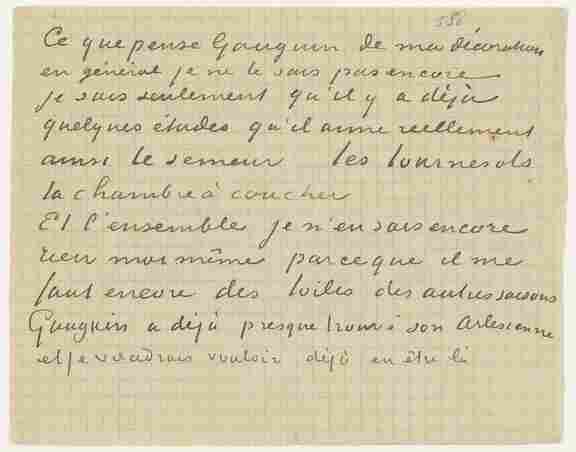 550
Ce que pense Gauguin de ma décoration
en général je ne le sais pas encore
je sais seulement qu'il y a déjà
quelques études qu'il aime réellement
ainsi le semeur les tournesols
la chambre à coucher
Et l'ensemble je n'en sais encore
rien moi même parceque il me
faut encore des toiles des autres saisons
Gauguin a déjà presque trouvé son Arlesienne
et je voudrais vouloir déjà en être là